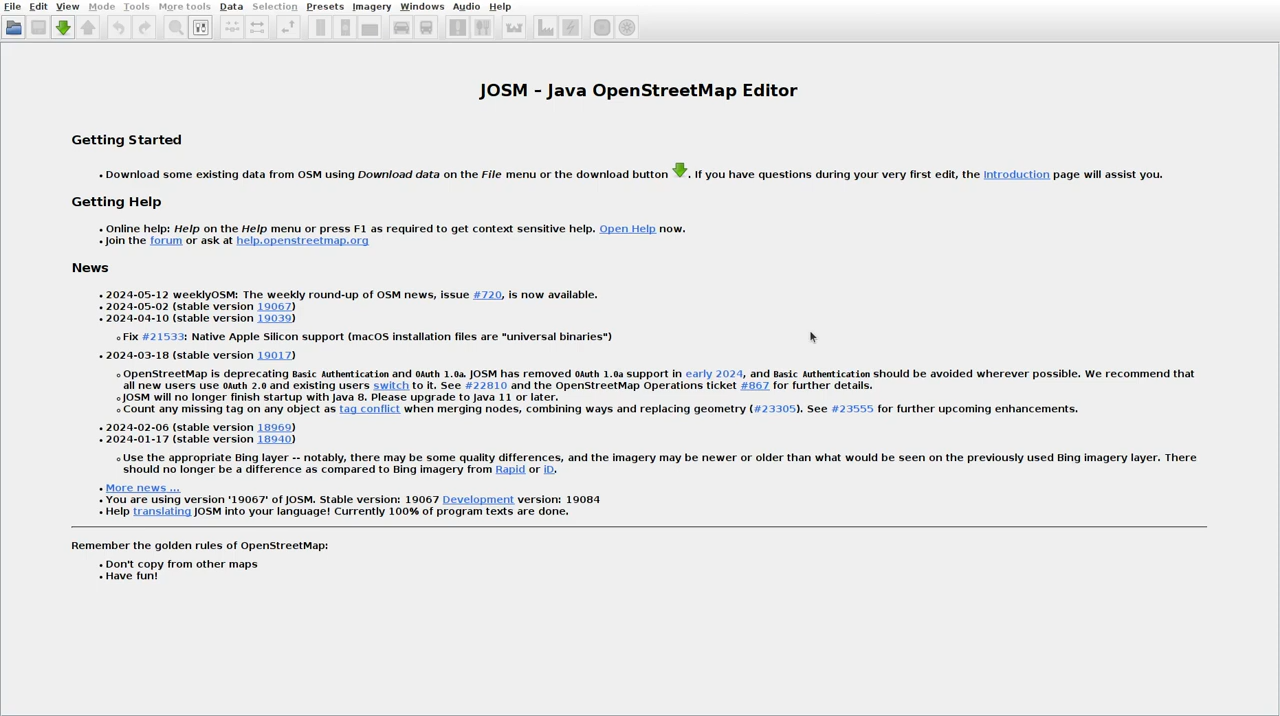 File Edit View Mode Tools More tools Data Selection Presets Imagery Windows Audio Help
JOSM – Java OpenStreetMap Editor
Getting Started
• Download some existing data from OSM using Download data on the File menu or the download button . If you have questions during your very first edit, the Introduction page will assist you.
Getting Help
• Online help: Help on the Help menu or press F1 as required to get context sensitive help. Open Help now.
• Join the forum or ask at help.openstreetmap.org
News
• 2024-05-12 weeklyOSM: The weekly round-up of OSM news, issue #720, is now available.
• 2024-05-02 (stable version 19067)
• 2024-04-10 (stable version 19039)
◦ Fix #21533: Native Apple Silicon support (macOS installation files are "universal binaries")
• 2024-03-18 (stable version 19017)
◦ OpenStreetMap is deprecating Basic Authentication and OAuth 1.0a. JOSM has removed OAuth 1.0a support in early 2024, and Basic Authentication should be avoided wherever possible. We recommend that
all new users use OAuth 2.0 and existing users switch to it. See #22810 and the OpenStreetMap Operations ticket #867 for further details.
◦ JOSM will no longer finish startup with Java 8. Please upgrade to Java 11 or later.
◦ Count any missing tag on any object as tag conflict when merging nodes, combining ways and replacing geometry (#23305). See #23555 for further upcoming enhancements.
• 2024-02-06 (stable version 18969)
• 2024-01-17 (stable version 18940)
◦ Use the appropriate Bing layer -- notably, there may be some quality differences, and the imagery may be newer or older than what would be seen on the previously used Bing imagery layer. There
should no longer be a difference as compared to Bing imagery from Rapid or iD.
• More news ...
• You are using version '19067' of JOSM. Stable version: 19067 Development version: 19084
• Help translating JOSM into your language! Currently 100% of program texts are done.
Remember the golden rules of OpenStreetMap:
• Don't copy from other maps
• Have fun!